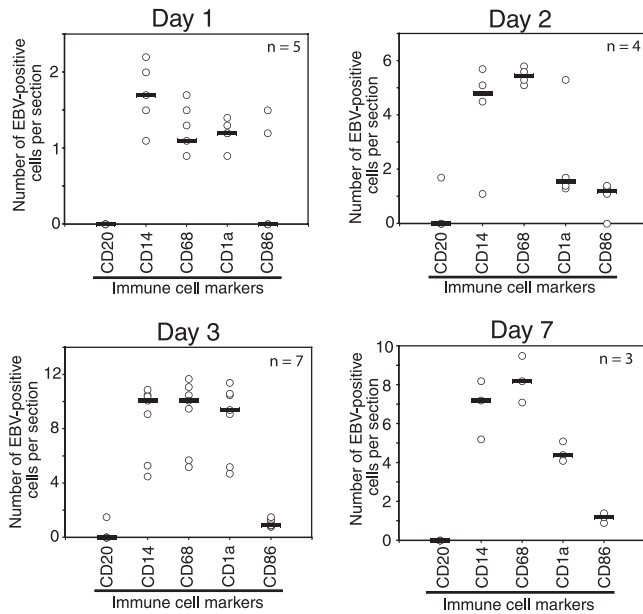 Day 1
n = 5
Number of EBV-positive
cells per section
2
1
0
CD20
CD14
CD68
CD1a
CD86
Immune cell markers
Day 2
n = 4
Number of EBV-positive
cells per section
6
4
2
0
CD20
CD14
CD68
CD1a
CD86
Immune cell markers
Day 3
n = 7
Number of EBV-positive
cells per section
12
8
4
0
CD20
CD14
CD68
CD1a
CD86
Immune cell markers
Day 7
n = 3
Number of EBV-positive
cells per section
10
8
6
4
2
0
CD20
CD14
CD68
CD1a
CD86
Immune cell markers